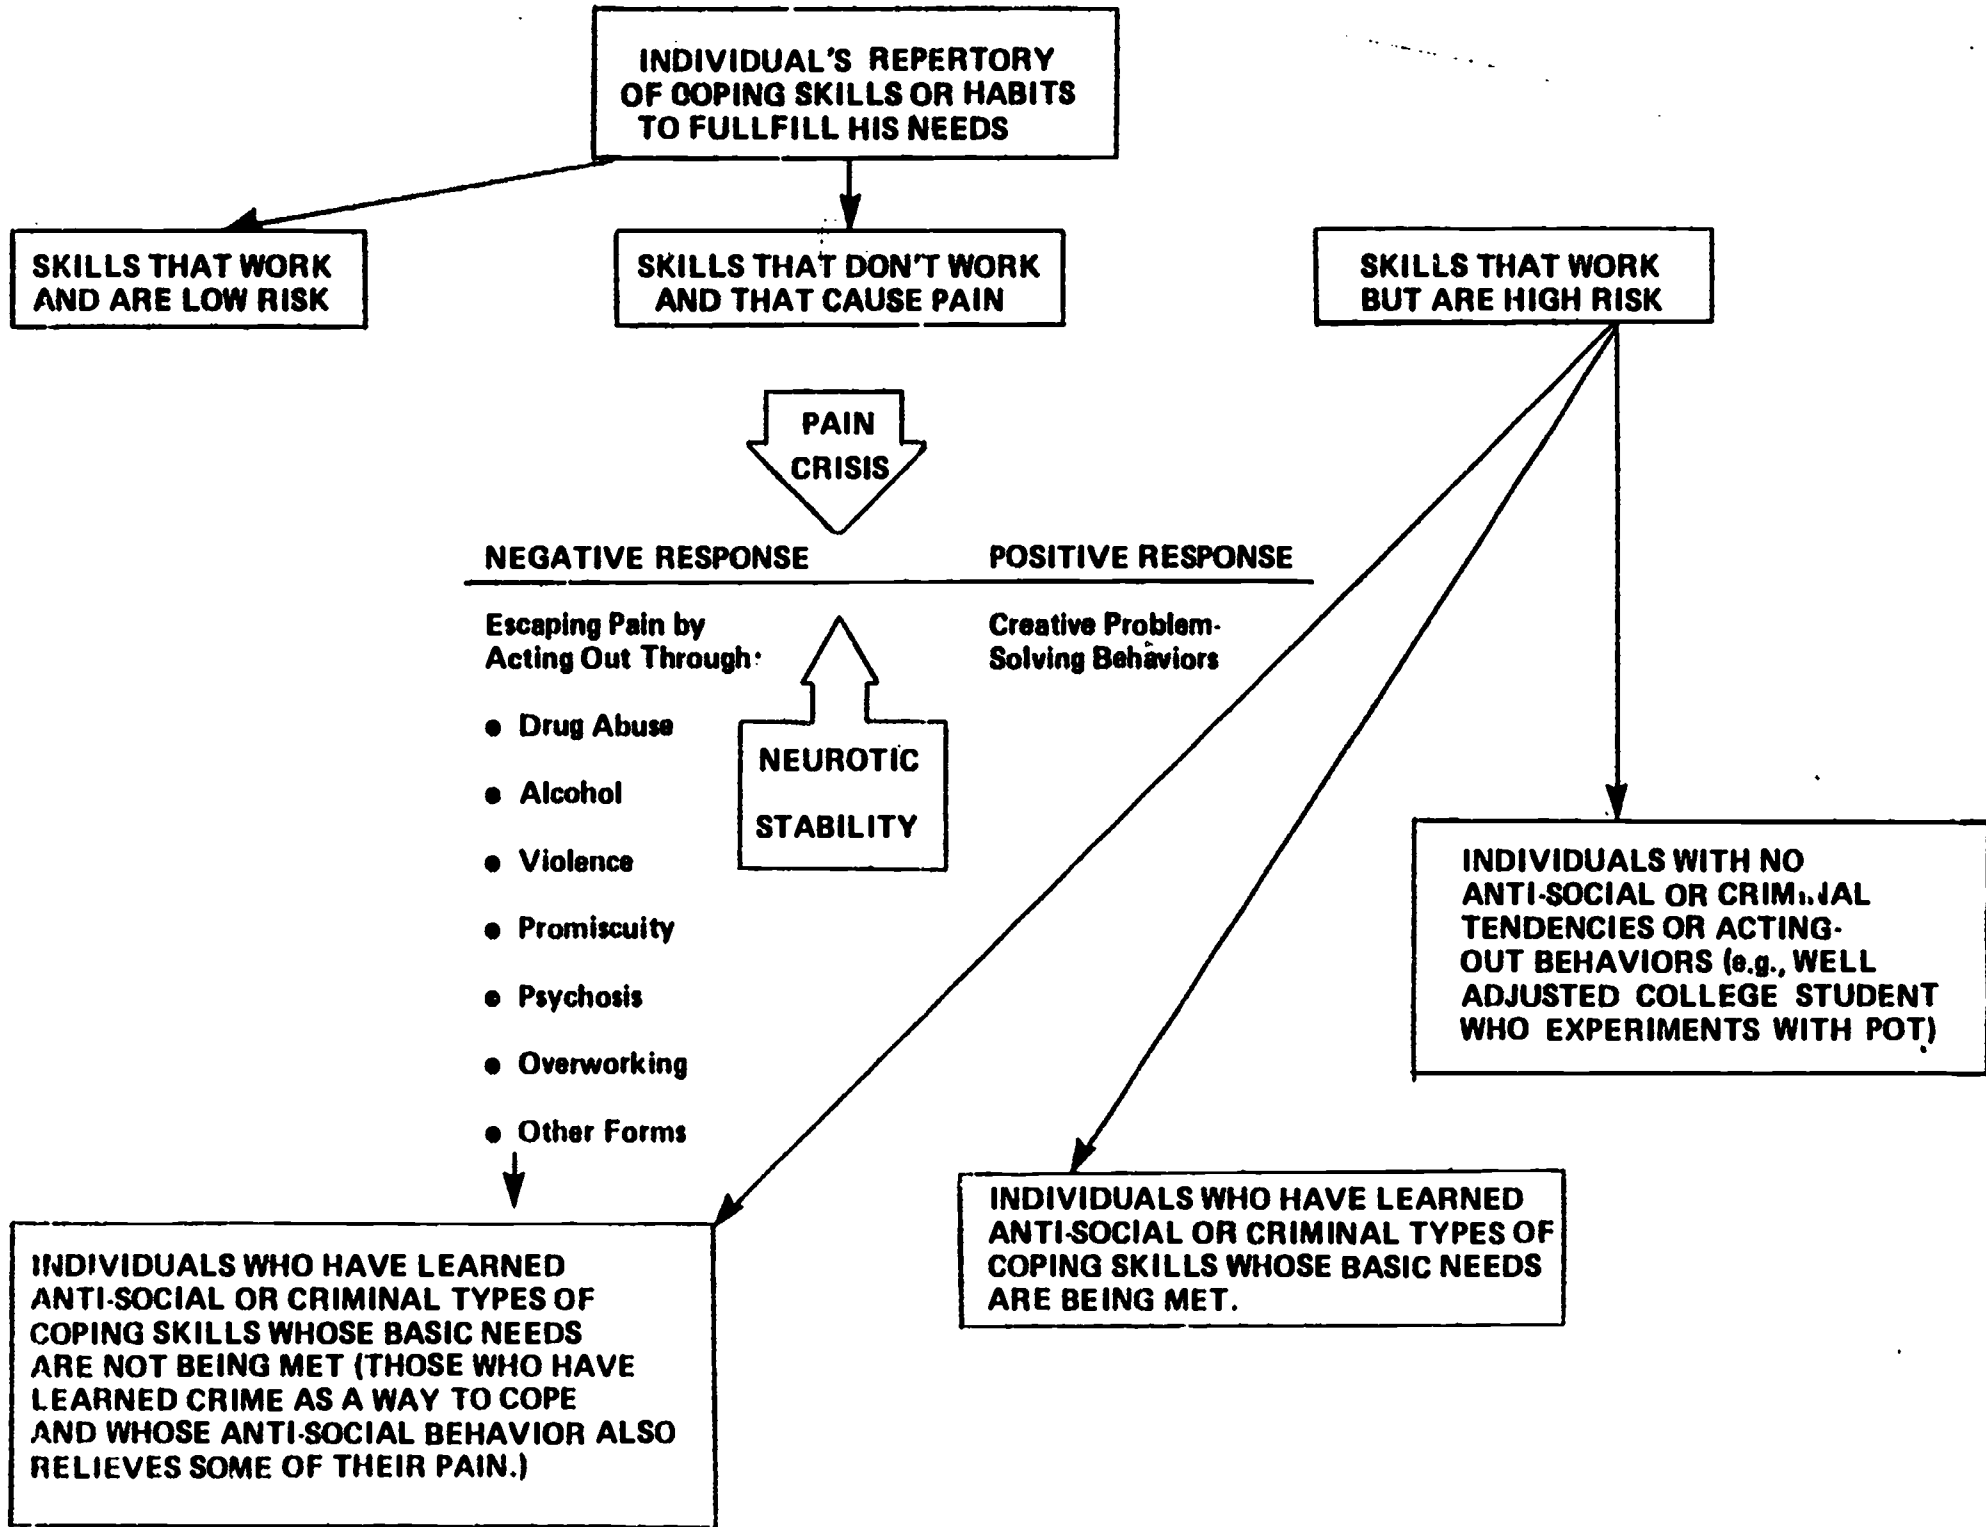 INDIVIDUAL'S REPERTORY
OF COPING SKILLS OR HABITS
TO FULLFILL HIS NEEDS
SKILLS THAT WORK
AND ARE LOW RISK
SKILLS THAT DON'T WORK
AND THAT CAUSE PAIN
SKILLS THAT WORK
BUT ARE HIGH RISK
PAIN
CRISIS
NEGATIVE RESPONSE
POSITIVE RESPONSE
Escaping Pain by
Acting Out Through:
Creative Problem-
Solving Behaviors
• Drug Abuse
• Alcohol
• Violence
• Promiscuity
• Psychosis
• Overworking
• Other Forms
NEUROTIC
STABILITY
INDIVIDUALS WITH NO
ANTI-SOCIAL OR CRIMINAL
TENDENCIES OR ACTING-
OUT BEHAVIORS (e.g., WELL
ADJUSTED COLLEGE STUDENT
WHO EXPERIMENTS WITH POT)
INDIVIDUALS WHO HAVE LEARNED
ANTI-SOCIAL OR CRIMINAL TYPES OF
COPING SKILLS WHOSE BASIC NEEDS
ARE BEING MET.
INDIVIDUALS WHO HAVE LEARNED
ANTI-SOCIAL OR CRIMINAL TYPES OF
COPING SKILLS WHOSE BASIC NEEDS
ARE NOT BEING MET (THOSE WHO HAVE
LEARNED CRIME AS A WAY TO COPE
AND WHOSE ANTI-SOCIAL BEHAVIOR ALSO
RELIEVES SOME OF THEIR PAIN.)